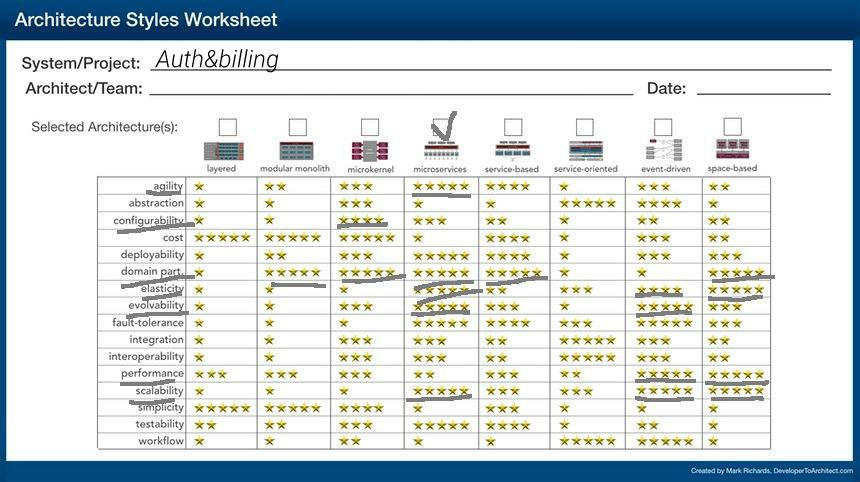 Architecture Styles Worksheet
System/Project: Auth&billing
Architect/Team: Date:
Selected Architecture(s):
layered modular monolith microkernel microservices service-based service-oriented event-driven space-based
agility
abstraction
configurability
cost
deployability
domain part.
elasticity
evolvability
fault-tolerance
integration
interoperability
performance
scalability
simplicity
testability
workflow
Created by Mark Richards, DeveloperToArchitect.com